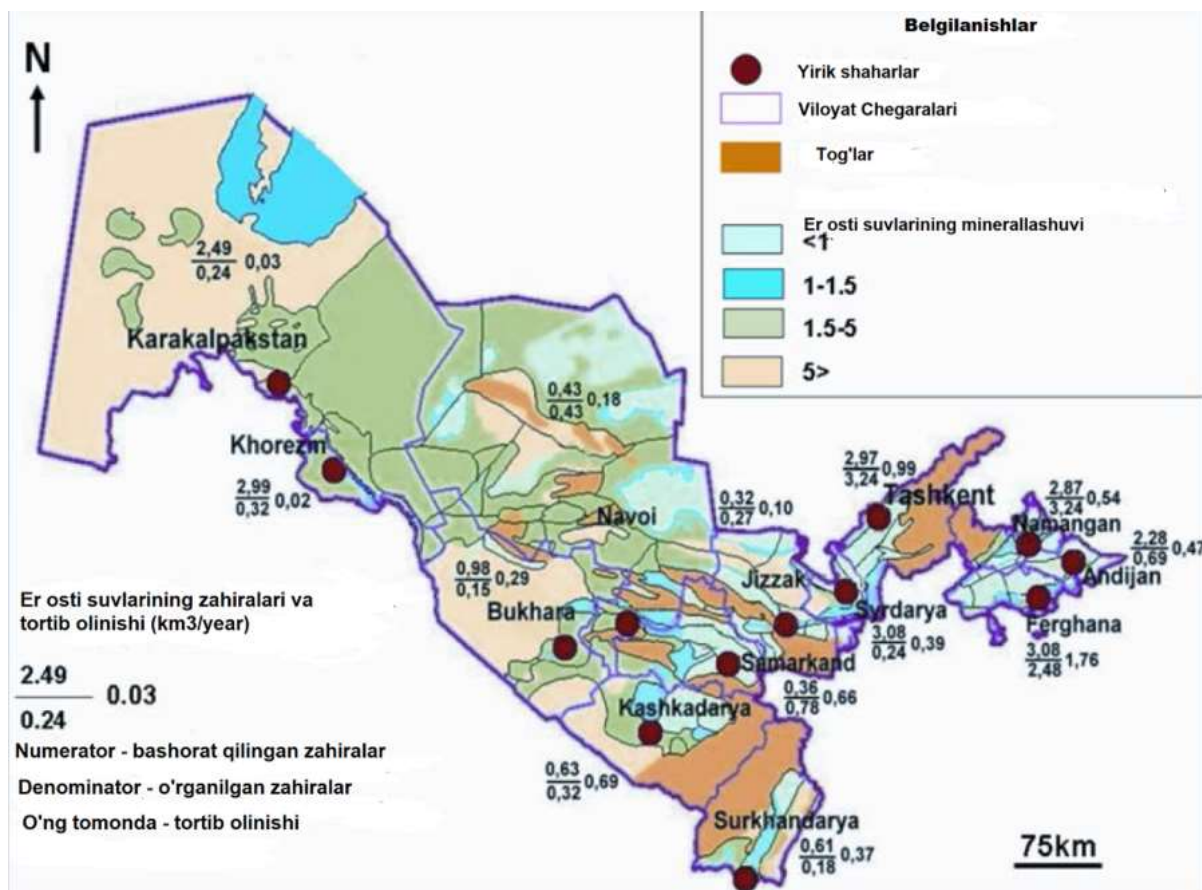 Belgilanishlar
Yirik shaharlar
Viloyat Chegaralari
Tog'lar
Er osti suvlarining minerallashuvi
<1
1-1.5
1.5-5
5>
N
2,49
0,24
0,03
Karakalpakstan
Khorezm
2,99
0,32
0,02
0,43
0,43
0,18
Navoi
0,98
0,15
0,29
Bukhara
0,32
0,27
0,10
Jizzak
2,97
3,24
0,99
Tashkent
2,87
3,24
0,54
Namangan
2,28
0,69
0,47
Andijan
Ferghana
3,08
2,48
1,76
Syrdarya
3,08
0,24
0,39
Samarkand
0,36
0,78
0,66
Kashkadarya
0,63
0,32
0,69
Surkhandarya
0,61
0,18
0,37
75km
Er osti suvlarining zahiralari va
tortib olinishi (km3/year)
2.49
0.24
0.03
Numerator - bashorat qilingan zahiralar
Denominator - o'rganilgan zahiralar
O'ng tomonda - tortib olinishi